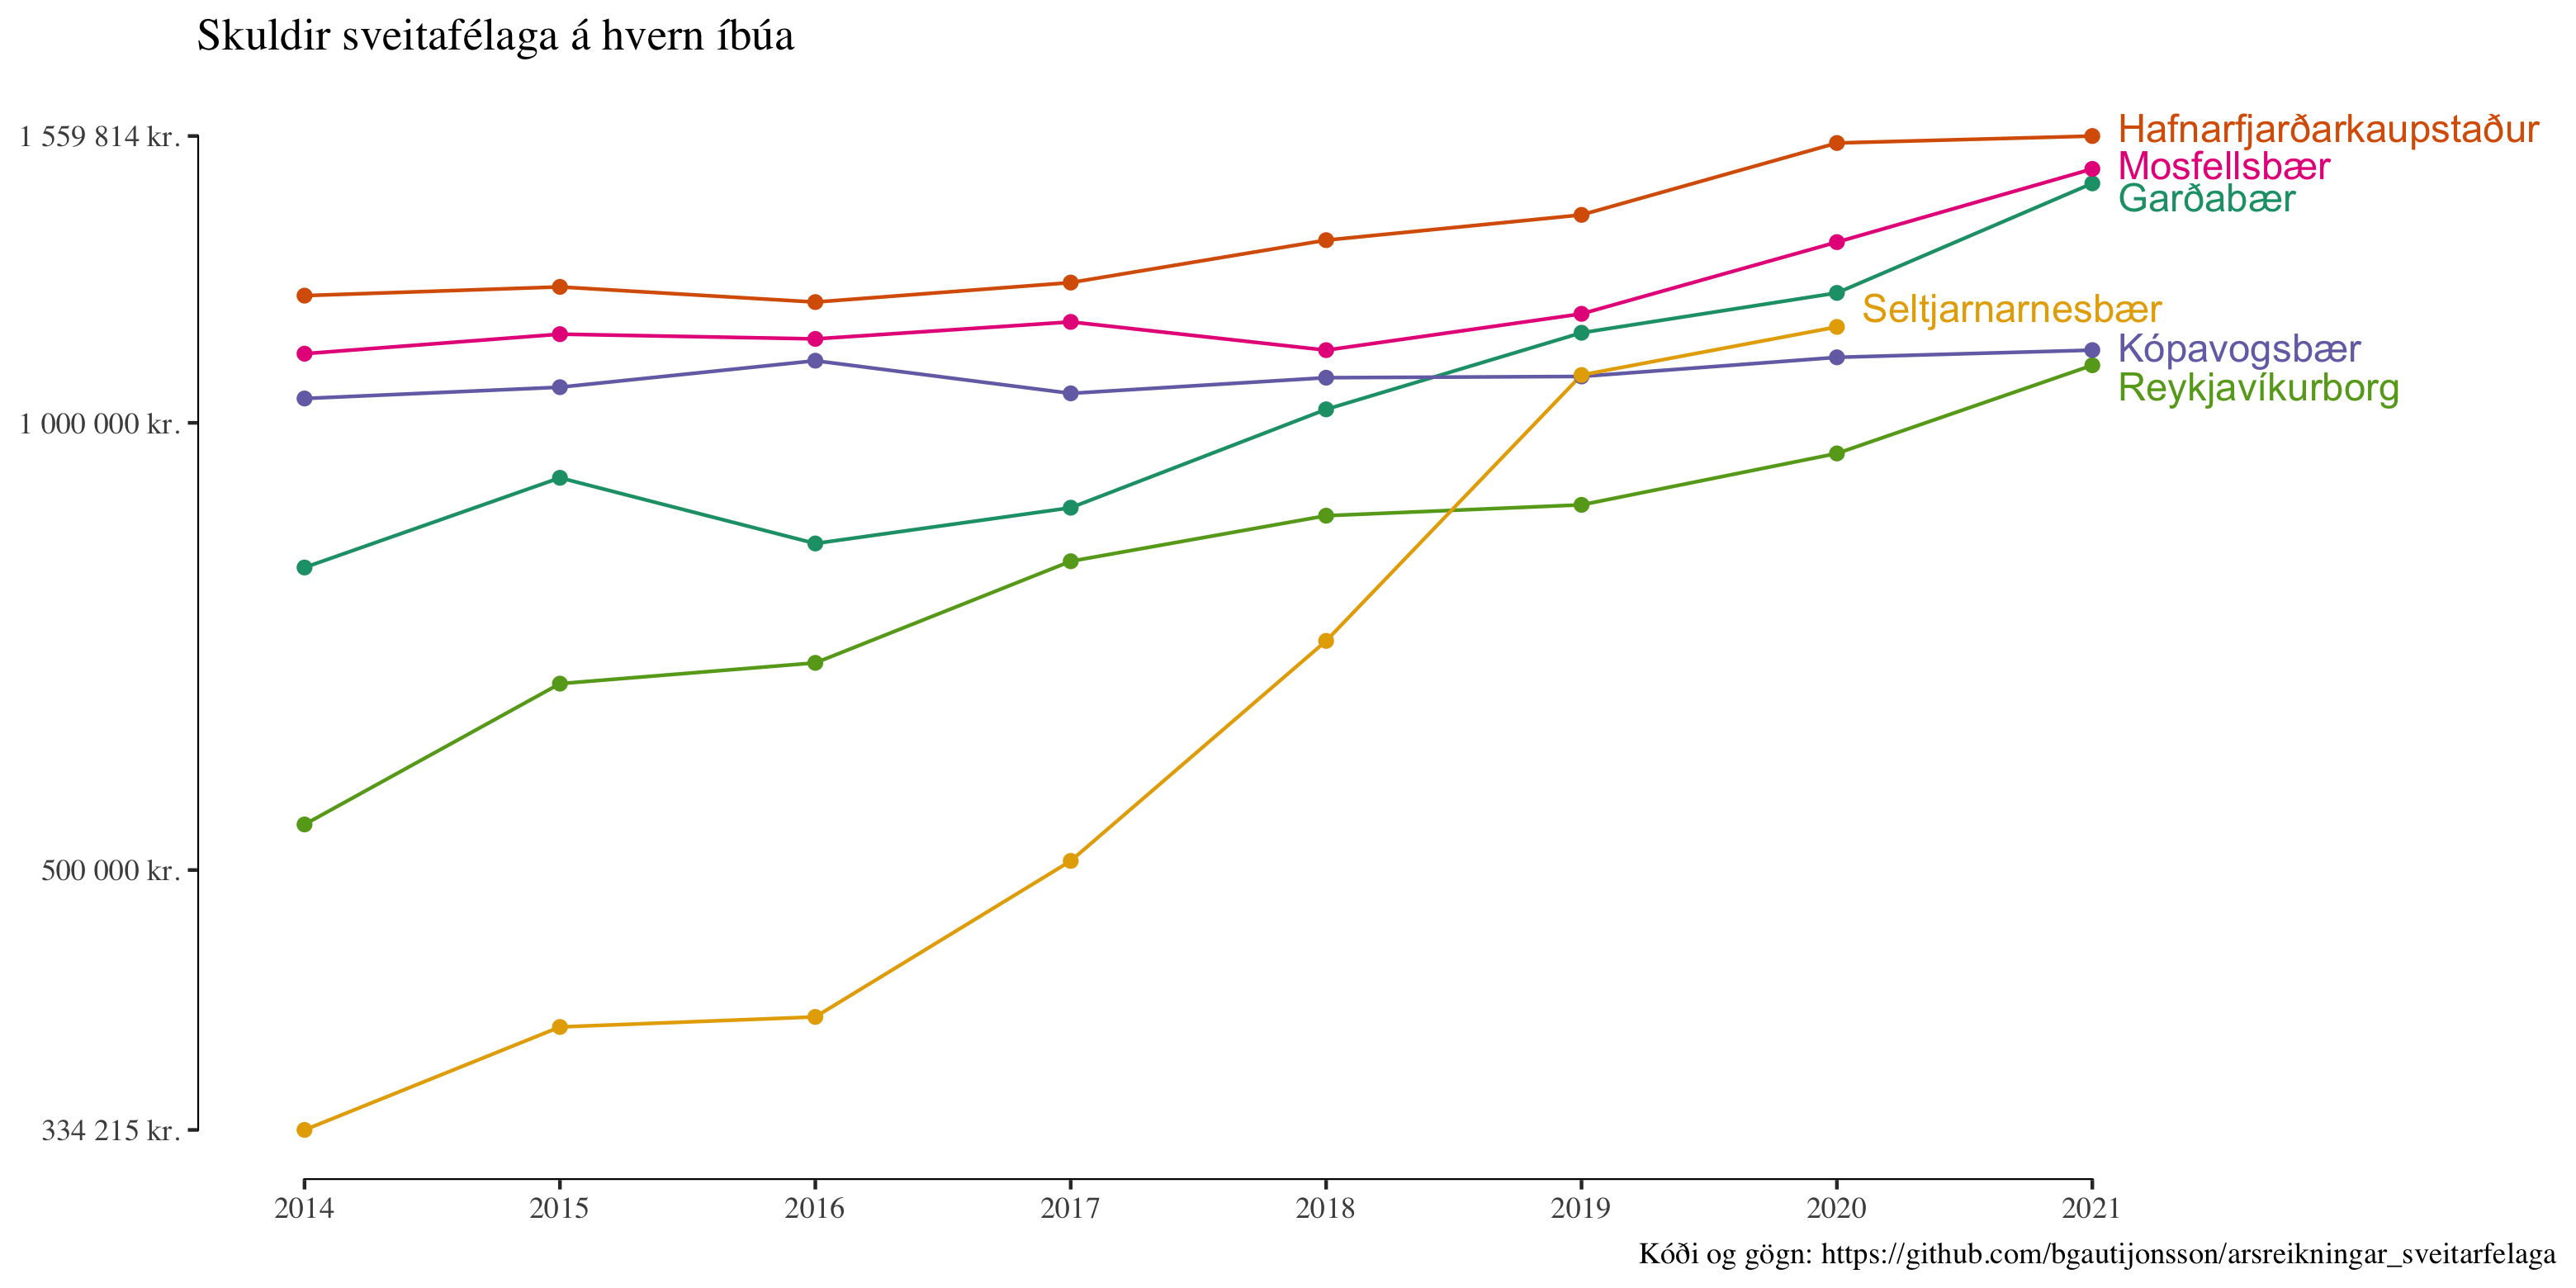 Skuldir sveitafélaga á hvern íbúa
1 559 814 kr.
1 000 000 kr.
500 000 kr.
334 215 kr.
Hafnarfjarðarkaupstaður
Mosfellsbær
Garðabær
Seltjarnarnesbær
Kópavogsbær
Reykjavíkurborg
2014 2015 2016 2017 2018 2019 2020 2021
Kóði og gögn: https://github.com/bgautijonsson/arsreikningar_sveitarfelaga